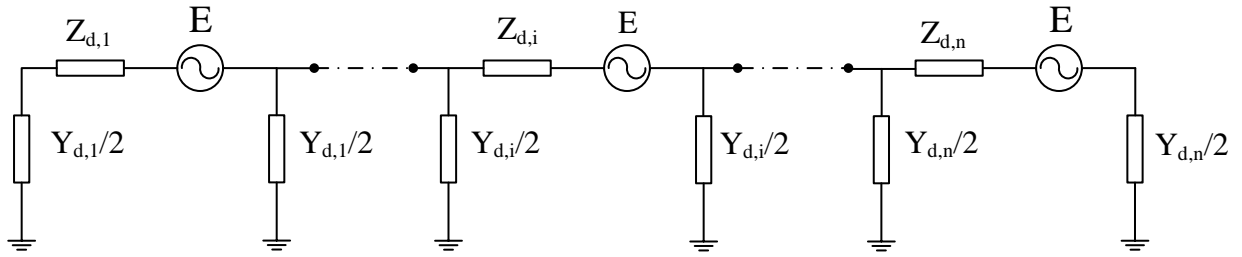 Z_{d,1} E Z_{d,i} E Z_{d,n} E
Y_{d,1}/2 Y_{d,1}/2 Y_{d,i}/2 Y_{d,i}/2 Y_{d,n}/2 Y_{d,n}/2